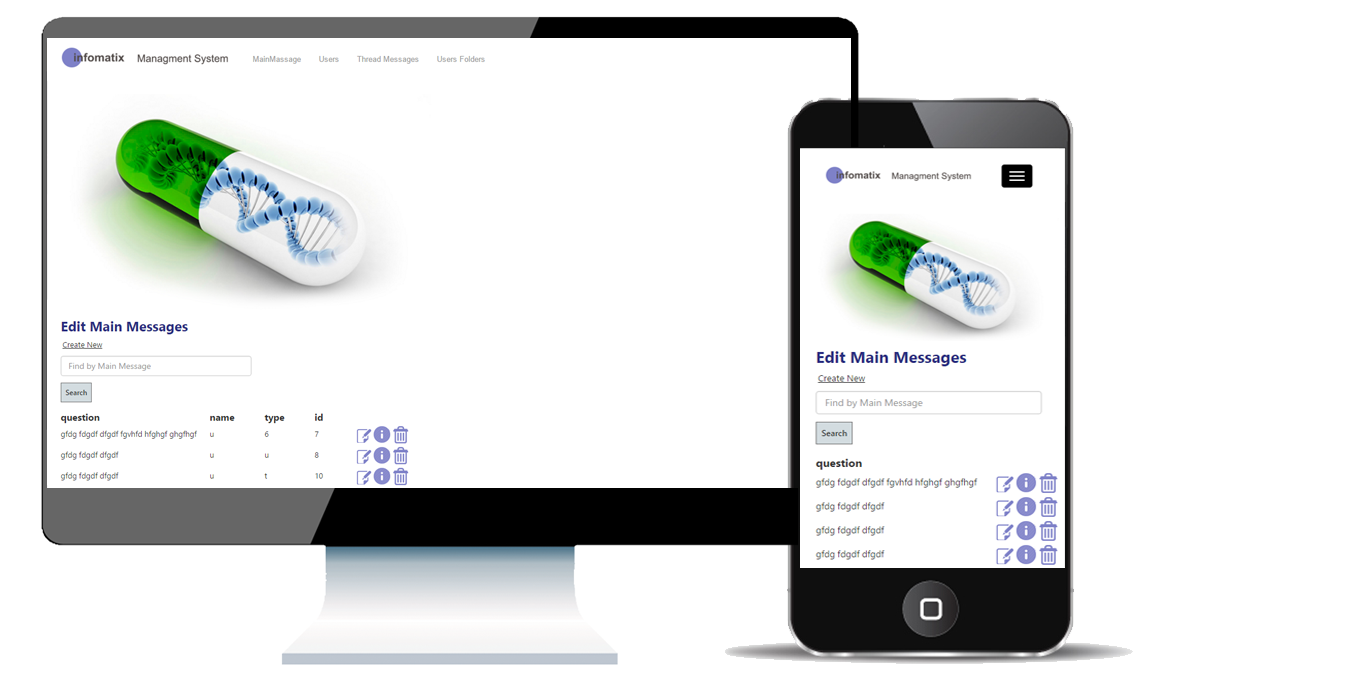 infomatix Managment System MainMassage Users Thread Messages Users Folders
Edit Main Messages
Create New
Find by Main Message
Search
question name type id
gfdg fdgdf dfgdf fgvhfd hfghgf ghgfhgf u 6 7
gfdg fdgdf dfgdf u u 8
gfdg fdgdf dfgdf u t 10
infomatix Managment System
Edit Main Messages
Create New
Find by Main Message
Search
question
gfdg fdgdf dfgdf fgvhfd hfghgf ghgfhgf
gfdg fdgdf dfgdf
gfdg fdgdf dfgdf
gfdg fdgdf dfgdf